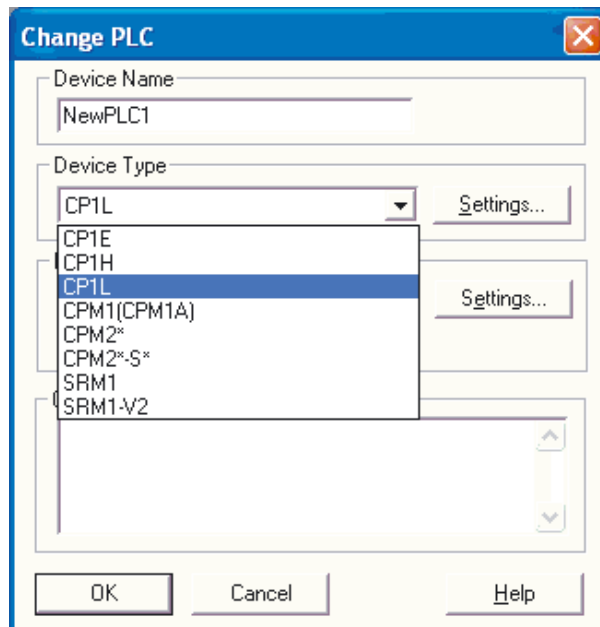 Change PLC
Device Name
NewPLC1
Device Type
CP1L
Settings...
CP1E
CP1H
CP1L
Settings...
CPM1(CPM1A)
CPM2*
CPM2*-S*
SRM1
SRM1-V2
OK
Cancel
Help